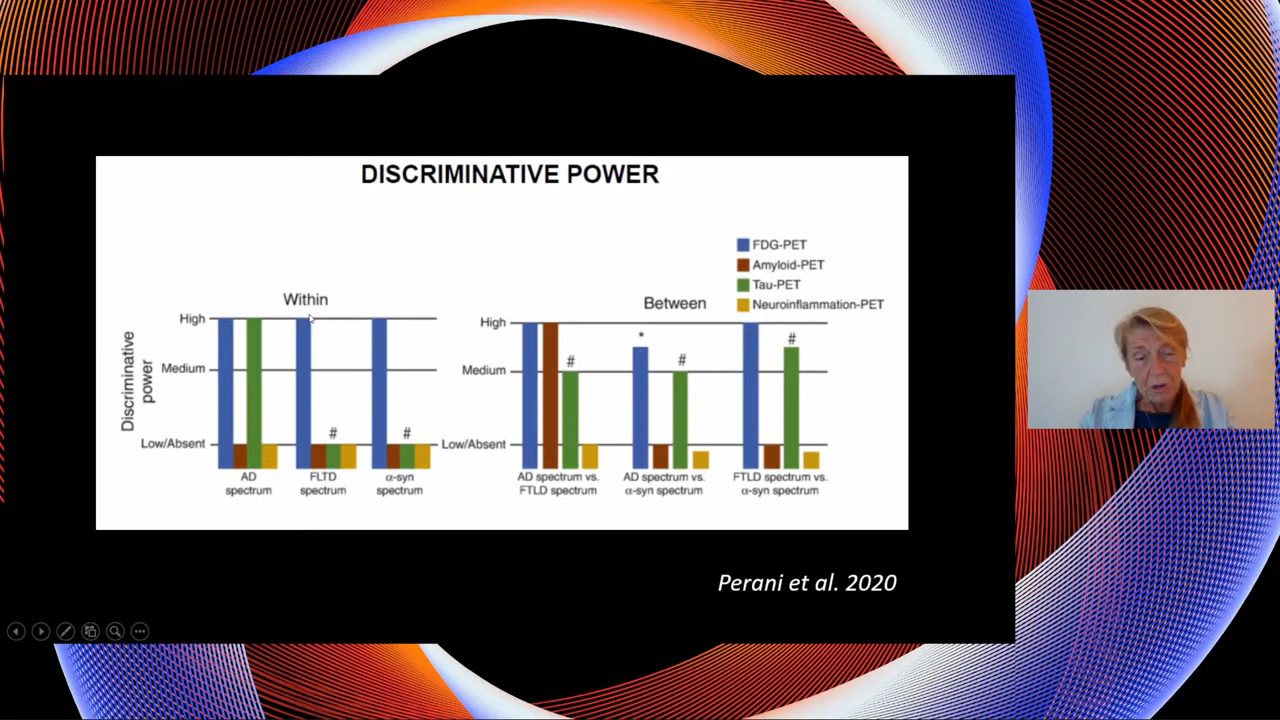 DISCRIMINATIVE POWER
FDG-PET
Amyloid-PET
Tau-PET
Neuroinflammation-PET
Within
Discriminative
power
High
Medium
Low/Absent
#
#
AD
spectrum
FLTD
spectrum
α-syn
spectrum
Between
High
Medium
Low/Absent
#
*
#
#
AD spectrum vs.
FTLD spectrum
AD spectrum vs.
α-syn spectrum
FTLD spectrum vs.
α-syn spectrum
Perani et al. 2020